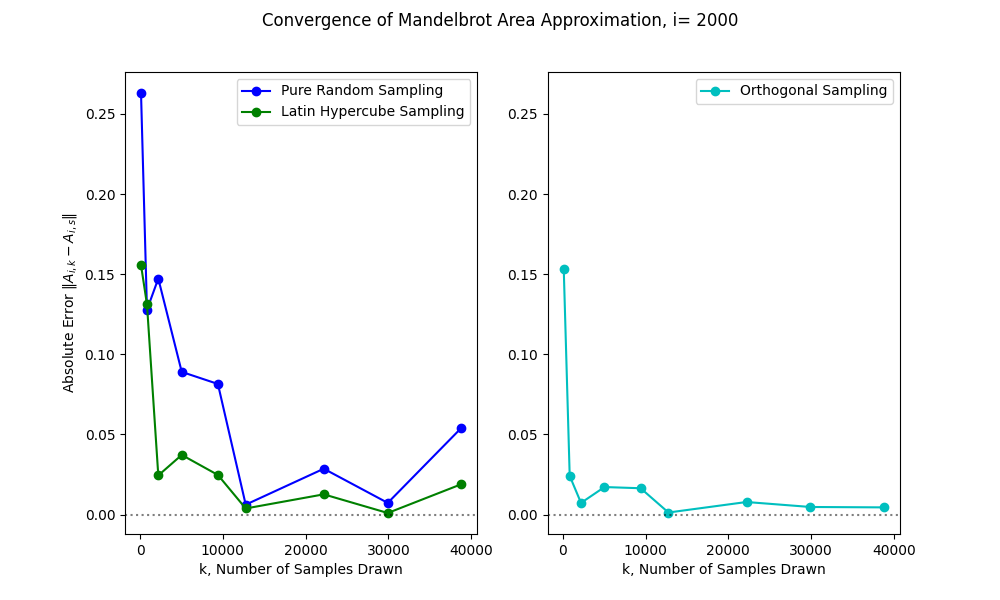 Convergence of Mandelbrot Area Approximation, i= 2000
Absolute Error ‖A_{i,k} − A_{i,s}‖
0.25
0.20
0.15
0.10
0.05
0.00
Pure Random Sampling
Latin Hypercube Sampling
0 10000 20000 30000 40000
k, Number of Samples Drawn
0.25
0.20
0.15
0.10
0.05
0.00
Orthogonal Sampling
0 10000 20000 30000 40000
k, Number of Samples Drawn